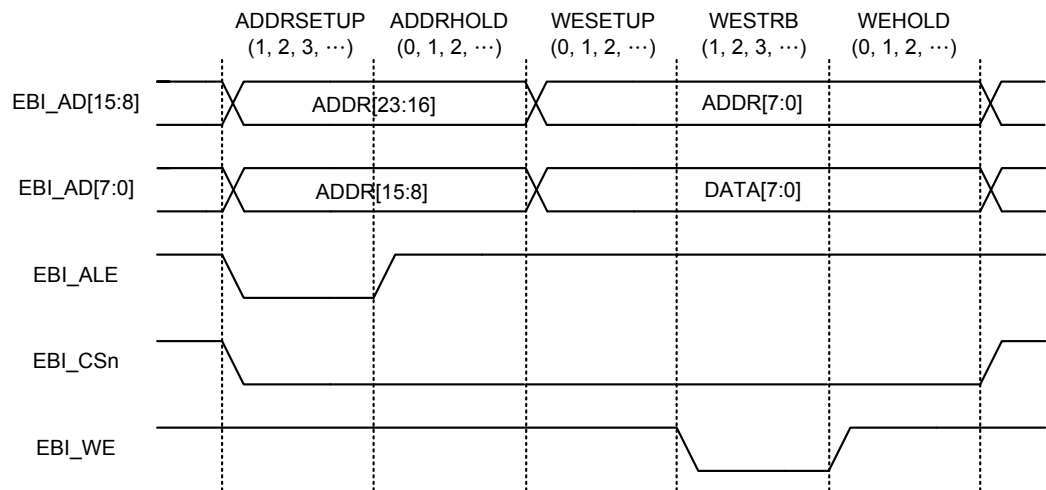 ADDRSETUP ADDRHOLD WESETUP WESTRB WEHOLD
(1, 2, 3, ⋯) (0, 1, 2, ⋯) (0, 1, 2, ⋯) (1, 2, 3, ⋯) (0, 1, 2, ⋯)
EBI_AD[15:8] ADDR[23:16] ADDR[7:0]
EBI_AD[7:0] ADDR[15:8] DATA[7:0]
EBI_ALE
EBI_CSn
EBI_WE